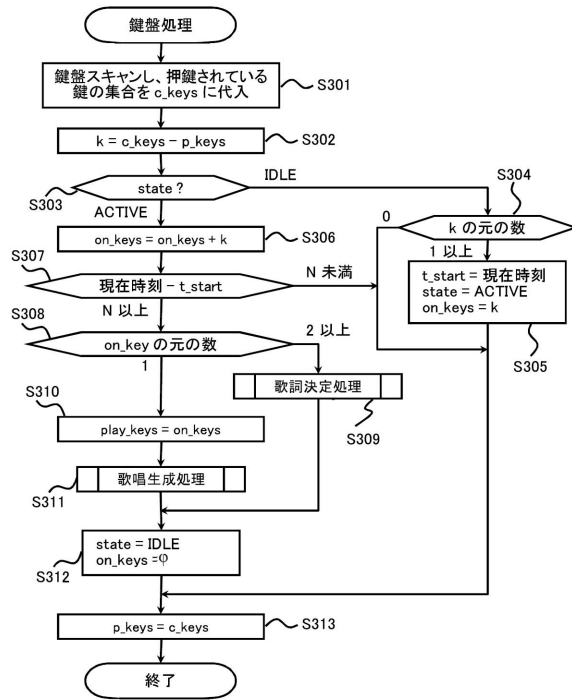 鍵盤処理
鍵盤スキャンし、押鍵されている
鍵の集合を c_keys に代入
S301
k = c_keys − p_keys
S302
state ?
S303
IDLE
ACTIVE
S304
k の元の数
0
1 以上
on_keys = on_keys + k
S306
t_start = 現在時刻
state = ACTIVE
on_keys = k
S305
S307
現在時刻 − t_start
N 未満
N 以上
S308
on_key の元の数
2 以上
1
歌詞決定処理
S309
S310
play_keys = on_keys
歌唱生成処理
S311
state = IDLE
on_keys =φ
S312
p_keys = c_keys
S313
終了